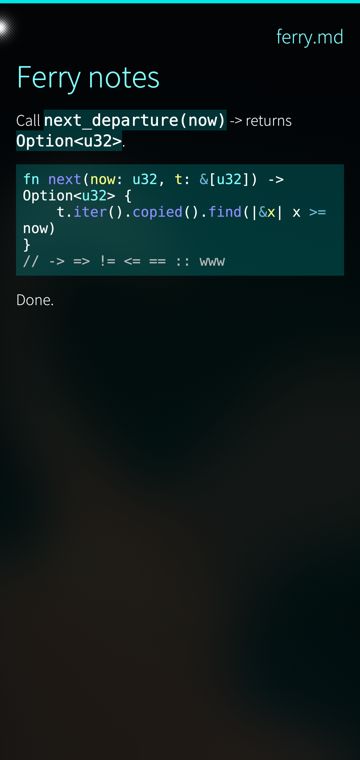 ferry.md
Ferry notes
Call next_departure(now) -> returns
Option<u32>.
fn next(now: u32, t: &[u32]) ->
Option<u32> {
    t.iter().copied().find(|&x| x >=
now)
}
// -> => != <= == :: www
Done.